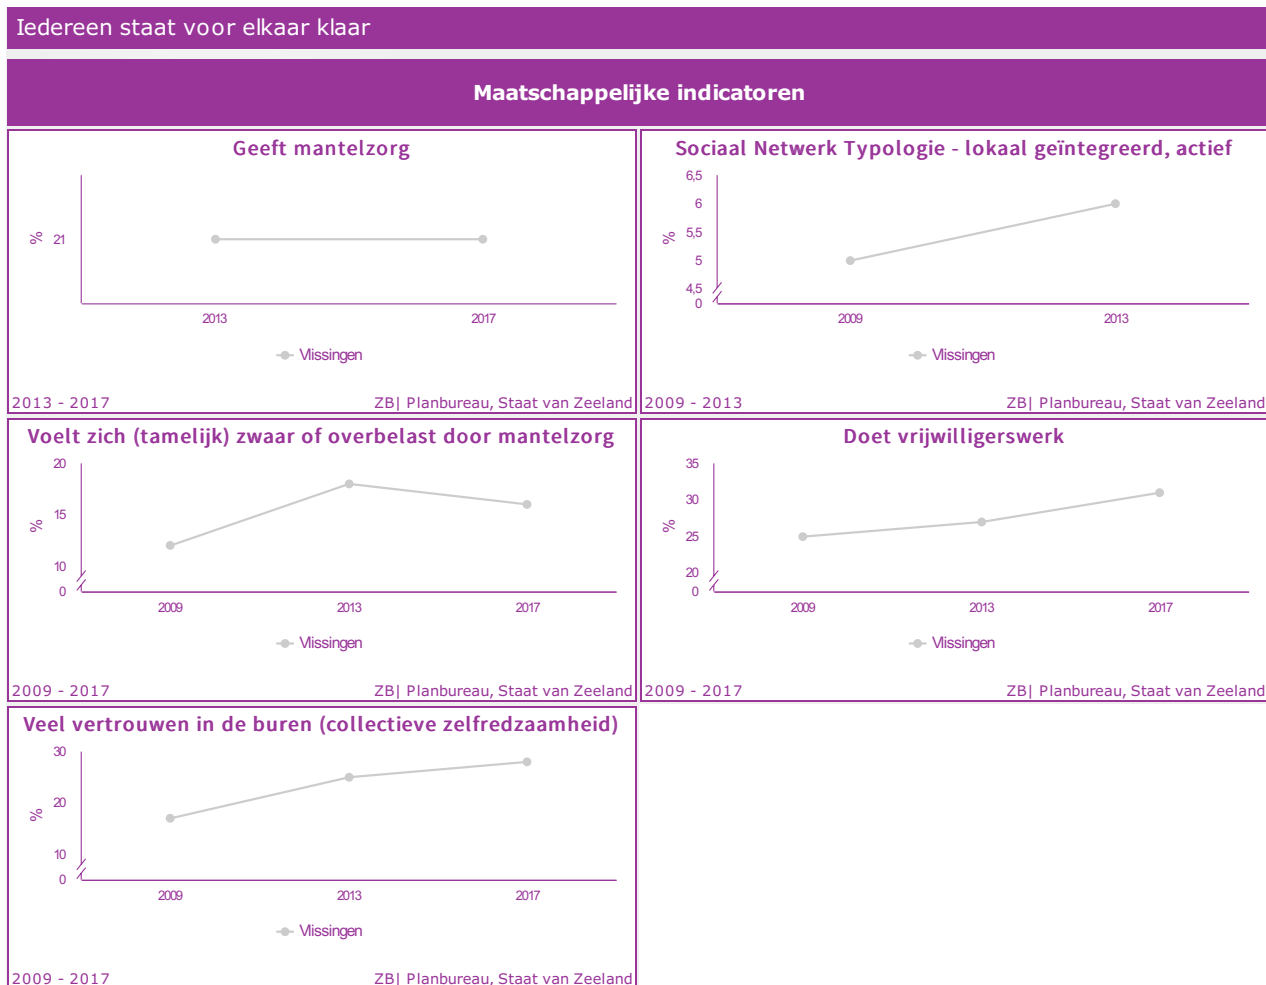 Iedereen staat voor elkaar klaar
Maatschappelijke indicatoren
Geeft mantelzorg
%
21
2013 2017
Vlissingen
2013 - 2017 ZB| Planbureau, Staat van Zeeland
Sociaal Netwerk Typologie - lokaal geïntegreerd, actief
6,5
6
5,5
%
5
4,5
0
2009 2013
Vlissingen
2009 - 2013 ZB| Planbureau, Staat van Zeeland
Voelt zich (tamelijk) zwaar of overbelast door mantelzorg
20
15
%
10
0
2009 2013 2017
Vlissingen
2009 - 2017 ZB| Planbureau, Staat van Zeeland
Doet vrijwilligerswerk
35
30
%
25
20
0
2009 2013 2017
Vlissingen
2009 - 2017 ZB| Planbureau, Staat van Zeeland
Veel vertrouwen in de buren (collectieve zelfredzaamheid)
30
20
%
10
0
2009 2013 2017
Vlissingen
2009 - 2017 ZB| Planbureau, Staat van Zeeland